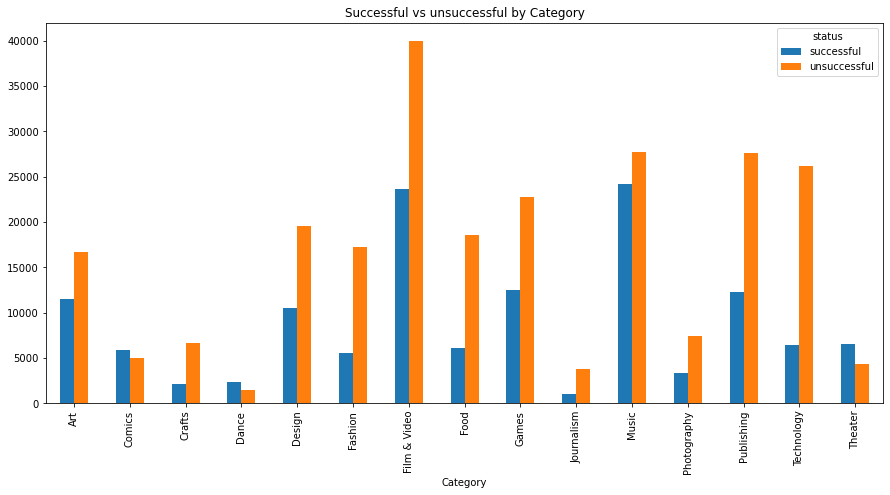 Successful vs unsuccessful by Category
status
successful
unsuccessful
40000
35000
30000
25000
20000
15000
10000
5000
0
Art
Comics
Crafts
Dance
Design
Fashion
Film & Video
Food
Games
Journalism
Music
Photography
Publishing
Technology
Theater
Category